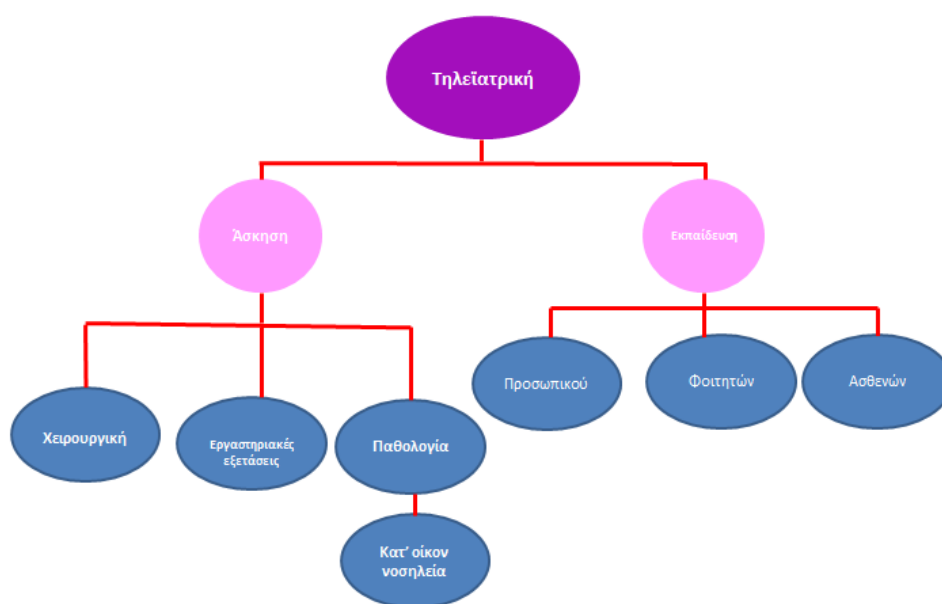 Τηλεϊατρική
Άσκηση
Εκπαίδευση
Χειρουργική
Εργαστηριακές
εξετάσεις
Παθολογία
Προσωπικού
Φοιτητών
Ασθενών
Κατ’ οίκον
νοσηλεία